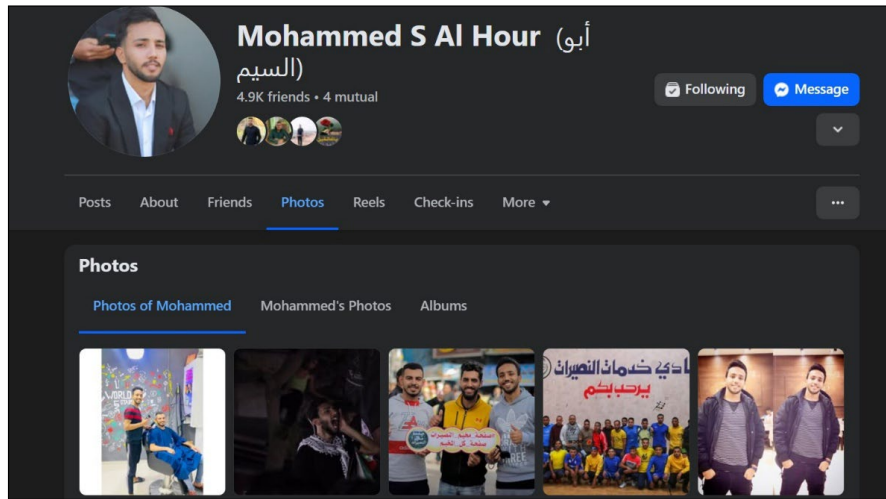 Mohammed S Al Hour (أبو
السيم)
4.9K friends • 4 mutual
Following
Message
Posts About Friends Photos Reels Check-ins More
Photos
Photos of Mohammed Mohammed's Photos Albums
WORLD
نادي خدمات النصيرات
يرحب بكم